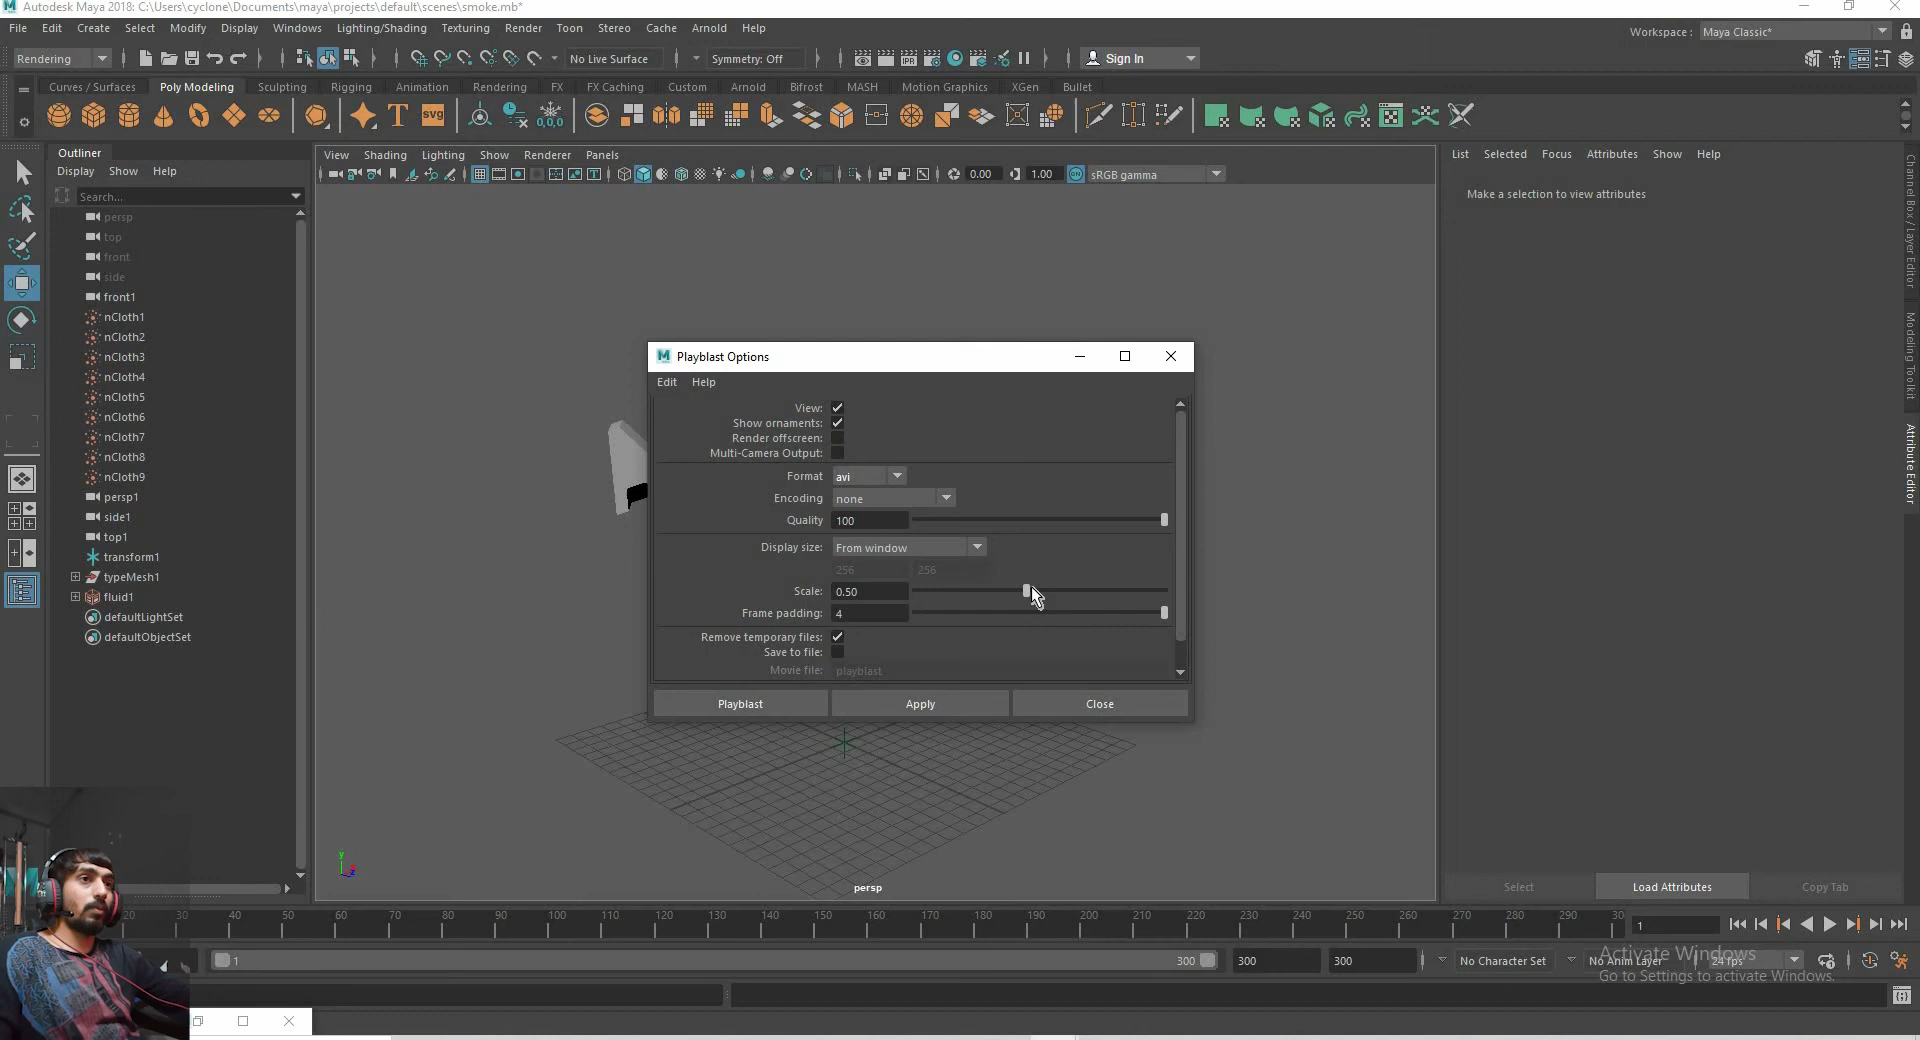 Autodesk Maya 2018: C:\Users\cyclone\Documents\maya\projects\default\scenes\smoke.mb*
File Edit Create Select Modify Display Windows Lighting/Shading Texturing Render Toon Stereo Cache Arnold Help
Workspace : Maya Classic*
Rendering No Live Surface Symmetry: Off Sign In
Curves / Surfaces Poly Modeling Sculpting Rigging Animation Rendering FX FX Caching Custom Arnold Bifrost MASH Motion Graphics XGen Bullet
Outliner
Display Show Help
Search...
View Shading Lighting Show Renderer Panels
0.00 1.00 sRGB gamma
List Selected Focus Attributes Show Help
Make a selection to view attributes
persp
top
front
side
front1
nCloth1
nCloth2
nCloth3
nCloth4
nCloth5
nCloth6
nCloth7
nCloth8
nCloth9
persp1
side1
top1
transform1
typeMesh1
fluid1
defaultLightSet
defaultObjectSet
Playblast Options
Edit Help
View:
Show ornaments:
Render offscreen:
Multi-Camera Output:
Format avi
Encoding none
Quality 100
Display size: From window
256 256
Scale: 0.50
Frame padding: 4
Remove temporary files:
Save to file:
Movie file: playblast
Playblast Apply Close
persp
Channel Box / Layer Editor
Modeling Toolkit
Attribute Editor
Select Load Attributes Copy Tab
20 30 40 50 60 70 80 90 100 110 120 130 140 150 160 170 180 190 200 210 220 230 240 250 260 270 280 290 30 1
1 300 300 300 No Character Set No Anim Layer 24 fps
Activate Windows
Go to Settings to activate Windows.